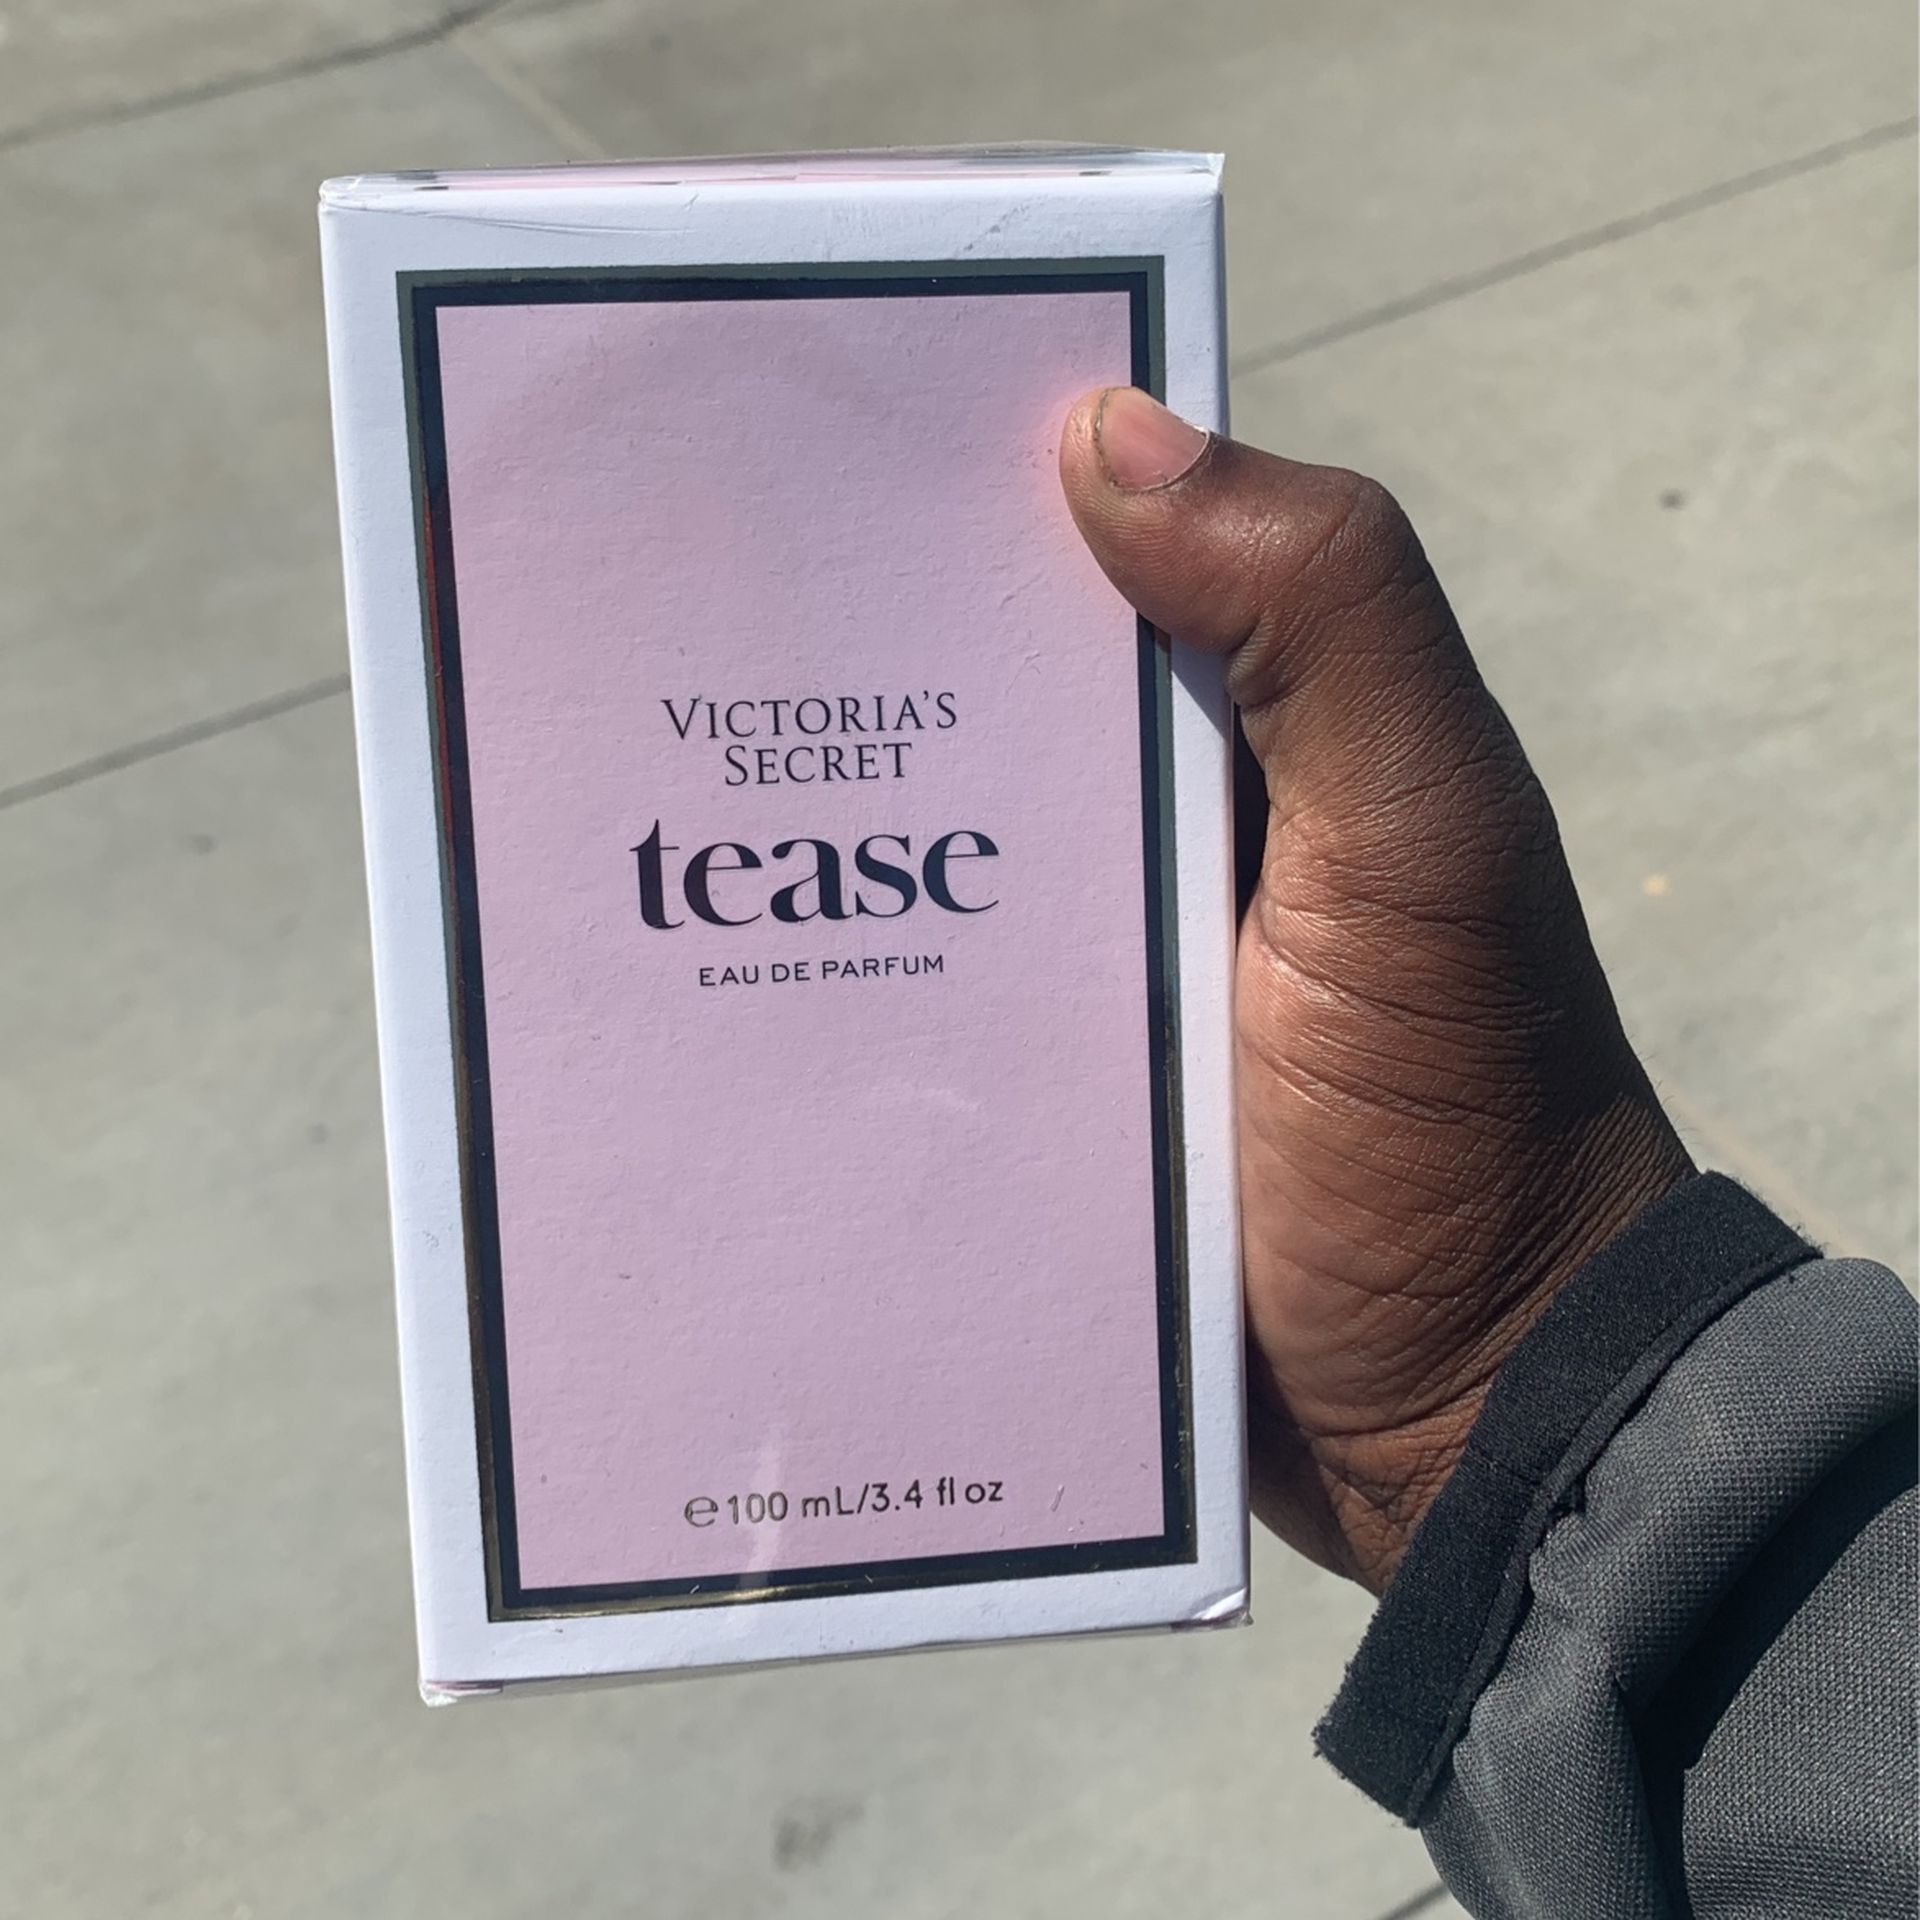 VICTORIA'S
SECRET
tease
EAU DE PARFUM
℮ 100 mL/3.4 fl oz